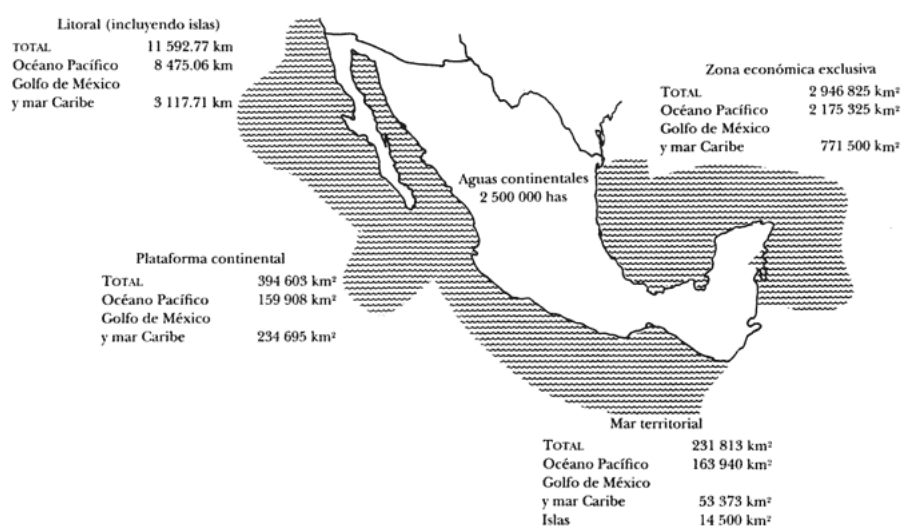 Litoral (incluyendo islas)
TOTAL 11 592.77 km
Océano Pacífico 8 475.06 km
Golfo de México
y mar Caribe 3 117.71 km
Zona económica exclusiva
TOTAL 2 946 825 km²
Océano Pacífico 2 175 325 km²
Golfo de México
y mar Caribe 771 500 km²
Aguas continentales
2 500 000 has
Plataforma continental
TOTAL 394 603 km²
Océano Pacífico 159 908 km²
Golfo de México
y mar Caribe 234 695 km²
Mar territorial
TOTAL 231 813 km²
Océano Pacífico 163 940 km²
Golfo de México
y mar Caribe 53 373 km²
Islas 14 500 km²